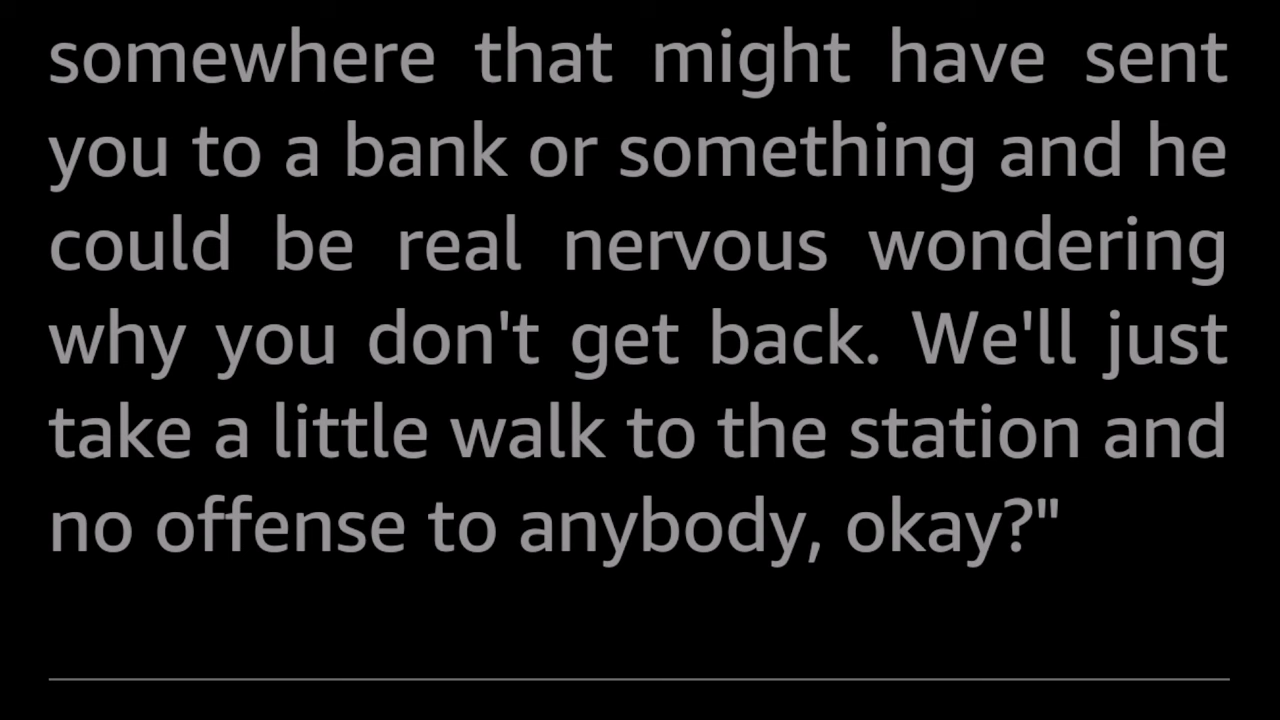 somewhere that might have sent
you to a bank or something and he
could be real nervous wondering
why you don't get back. We'll just
take a little walk to the station and
no offense to anybody, okay?"